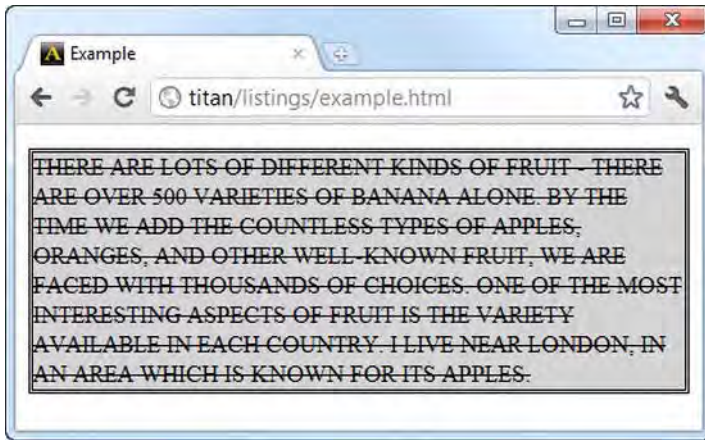 Example
titan/listings/example.html
THERE ARE LOTS OF DIFFERENT KINDS OF FRUIT - THERE
ARE OVER 500 VARIETIES OF BANANA ALONE. BY THE
TIME WE ADD THE COUNTLESS TYPES OF APPLES,
ORANGES, AND OTHER WELL-KNOWN FRUIT, WE ARE
FACED WITH THOUSANDS OF CHOICES. ONE OF THE MOST
INTERESTING ASPECTS OF FRUIT IS THE VARIETY
AVAILABLE IN EACH COUNTRY. I LIVE NEAR LONDON, IN
AN AREA WHICH IS KNOWN FOR ITS APPLES.